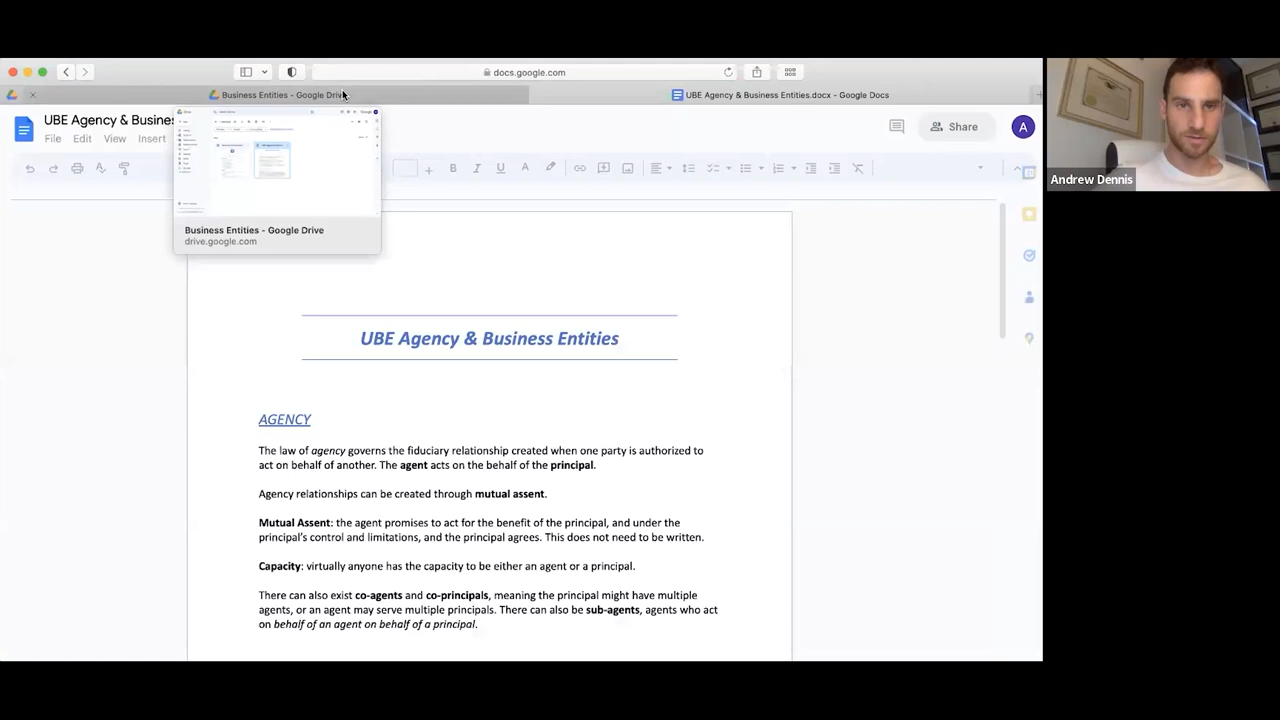 docs.google.com
Business Entities - Google Drive
UBE Agency & Business Entities.docx - Google Docs
UBE Agency & Busines
File Edit View Insert
Share
A
Andrew Dennis
Business Entities - Google Drive
drive.google.com
UBE Agency & Business Entities
AGENCY
The law of agency governs the fiduciary relationship created when one party is authorized to
act on behalf of another. The agent acts on the behalf of the principal.
Agency relationships can be created through mutual assent.
Mutual Assent: the agent promises to act for the benefit of the principal, and under the
principal's control and limitations, and the principal agrees. This does not need to be written.
Capacity: virtually anyone has the capacity to be either an agent or a principal.
There can also exist co-agents and co-principals, meaning the principal might have multiple
agents, or an agent may serve multiple principals. There can also be sub-agents, agents who act
on behalf of an agent on behalf of a principal.